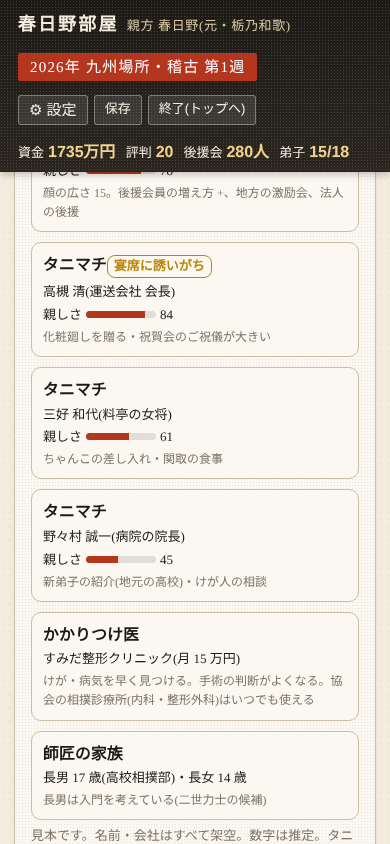 春日野部屋 親方 春日野(元・栃乃和歌)
2026年 九州場所・稽古 第1週
⚙ 設定 保存 終了(トップへ)
資金 1735万円 評判 20 後援会 280人 弟子 15/18
顔の広さ 15。後援会員の増え方 +、地方の激励会、法人
の後援
タニマチ 宴席に誘いがち
高槻 清(運送会社 会長)
親しさ 84
化粧廻しを贈る・祝賀会のご祝儀が大きい
タニマチ
三好 和代(料亭の女将)
親しさ 61
ちゃんこの差し入れ・関取の食事
タニマチ
野々村 誠一(病院の院長)
親しさ 45
新弟子の紹介(地元の高校)・けが人の相談
かかりつけ医
すみだ整形クリニック(月 15 万円)
けが・病気を早く見つける。手術の判断がよくなる。協
会の相撲診療所(内科・整形外科)はいつでも使える
師匠の家族
長男 17 歳(高校相撲部)・長女 14 歳
長男は入門を考えている(二世力士の候補)
見本です。名前・会社はすべて架空。数字は推定。タニ